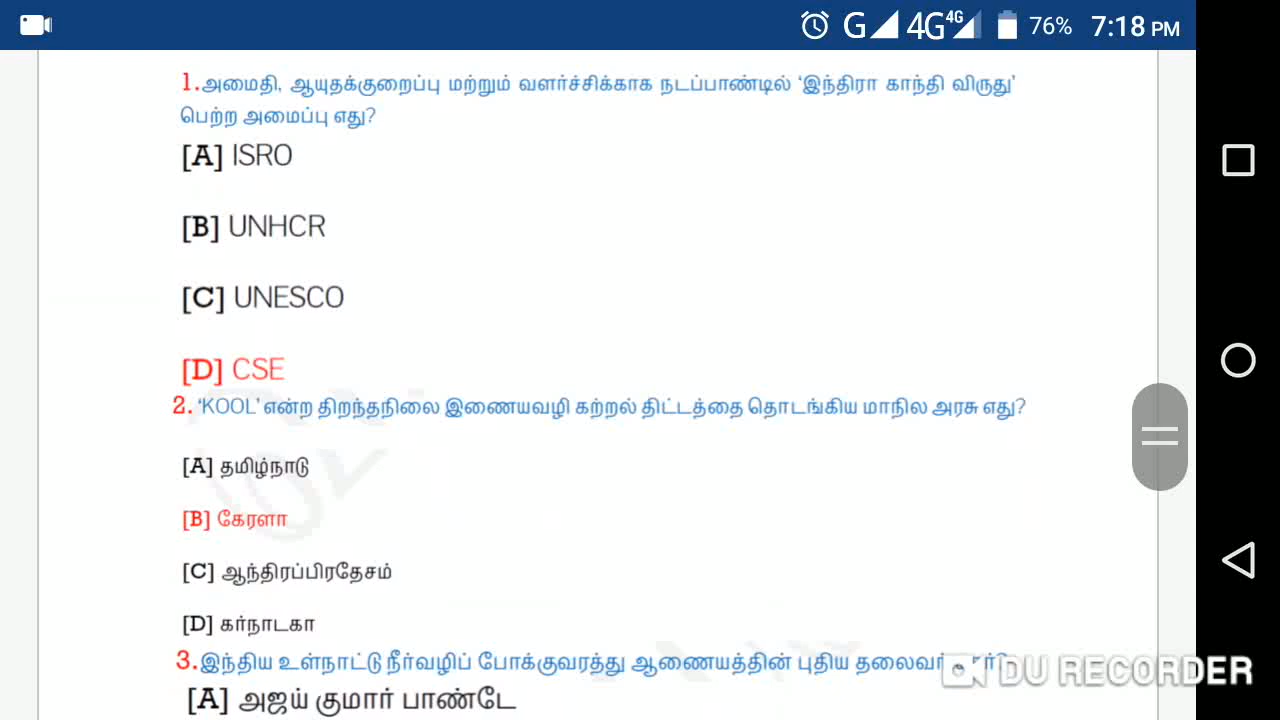 G 4G 4G 76% 7:18 PM
1.அமைதி, ஆயுதக்குறைப்பு மற்றும் வளர்ச்சிக்காக நடப்பாண்டில் ‘இந்திரா காந்தி விருது’
பெற்ற அமைப்பு எது?
[A] ISRO
[B] UNHCR
[C] UNESCO
[D] CSE
2. ‘KOOL’ என்ற திறந்தநிலை இணையவழி கற்றல் திட்டத்தை தொடங்கிய மாநில அரசு எது?
[A] தமிழ்நாடு
[B] கேரளா
[C] ஆந்திரப்பிரதேசம்
[D] கர்நாடகா
3.இந்திய உள்நாட்டு நீர்வழிப் போக்குவரத்து ஆணையத்தின் புதிய
DU RECORDER
[A] அஜய் குமார் பாண்டே